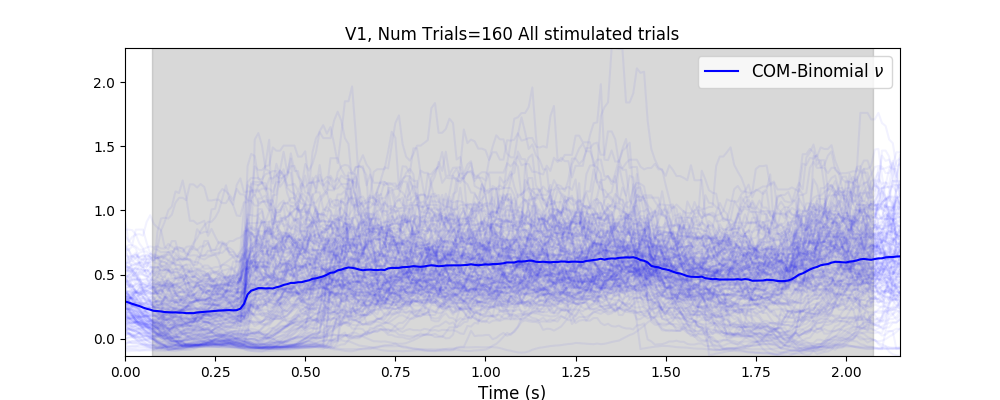 V1, Num Trials=160 All stimulated trials
COM-Binomial ν
2.0
1.5
1.0
0.5
0.0
0.00 0.25 0.50 0.75 1.00 1.25 1.50 1.75 2.00
Time (s)